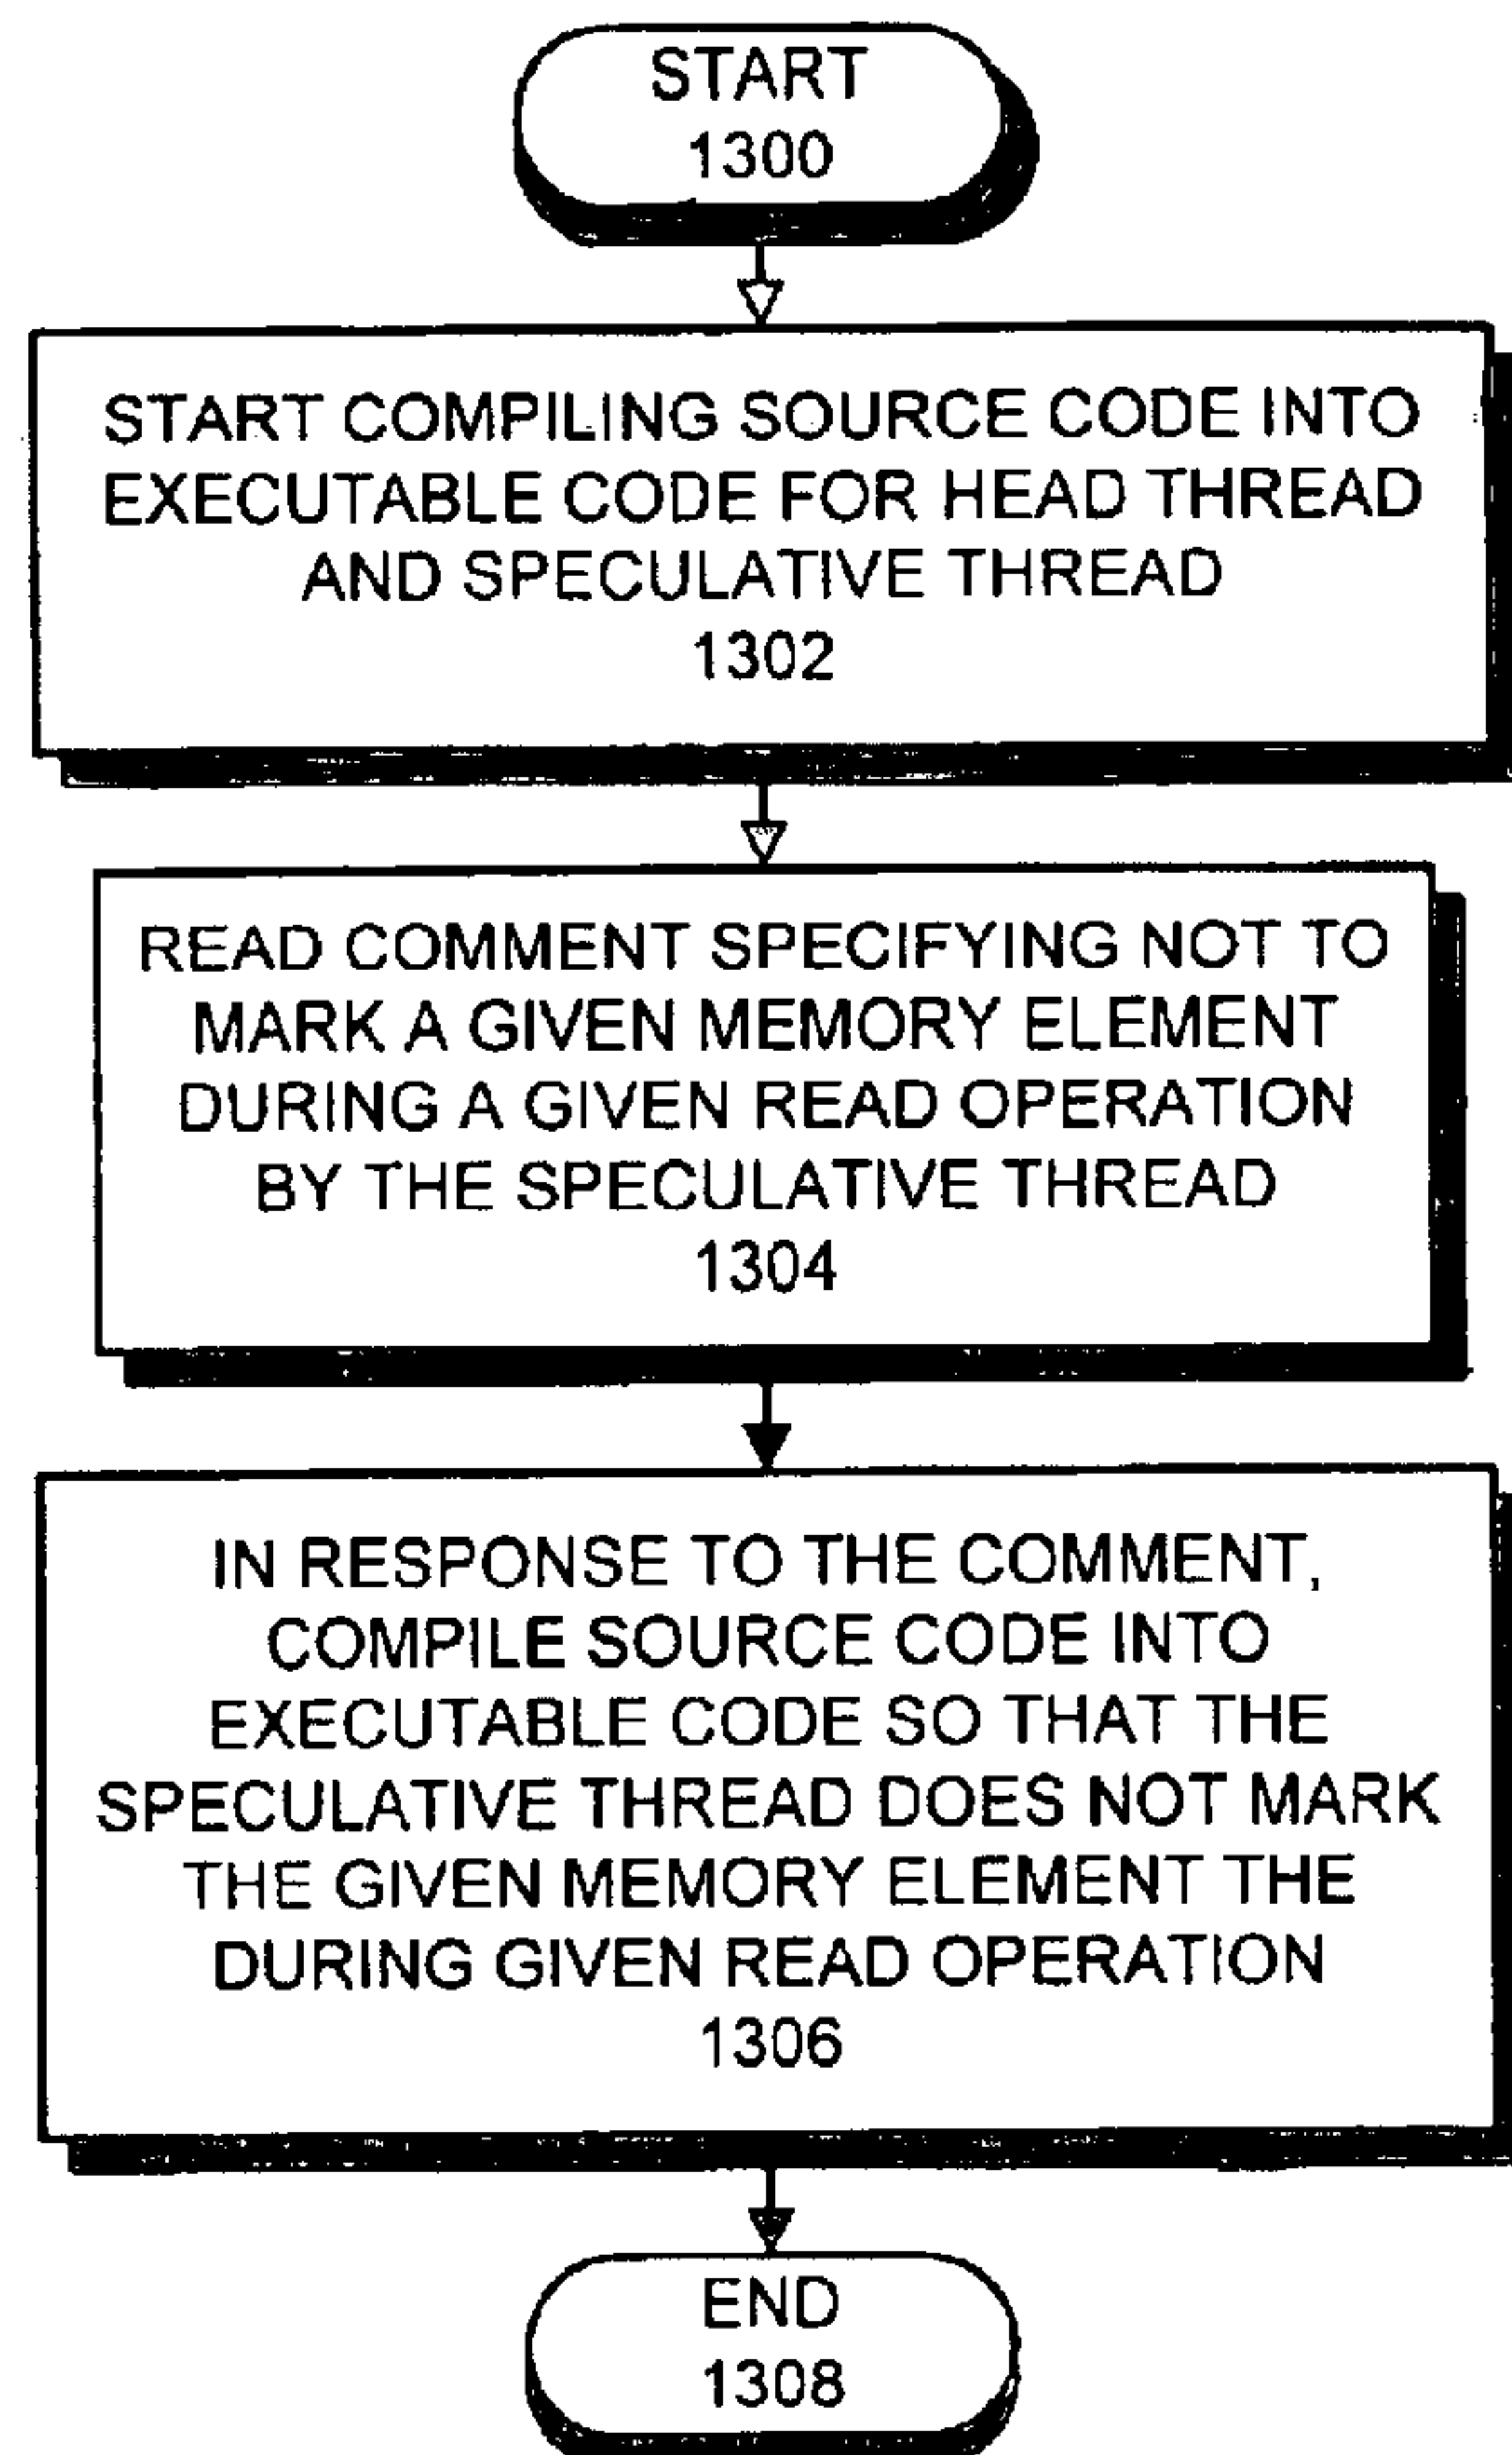 START
1300
START COMPILING SOURCE CODE INTO
EXECUTABLE CODE FOR HEAD THREAD
AND SPECULATIVE THREAD
1302
READ COMMENT SPECIFYING NOT TO
MARK A GIVEN MEMORY ELEMENT
DURING A GIVEN READ OPERATION
BY THE SPECULATIVE THREAD
1304
IN RESPONSE TO THE COMMENT,
COMPILE SOURCE CODE INTO
EXECUTABLE CODE SO THAT THE
SPECULATIVE THREAD DOES NOT MARK
THE GIVEN MEMORY ELEMENT THE
DURING GIVEN READ OPERATION
1306
END
1308